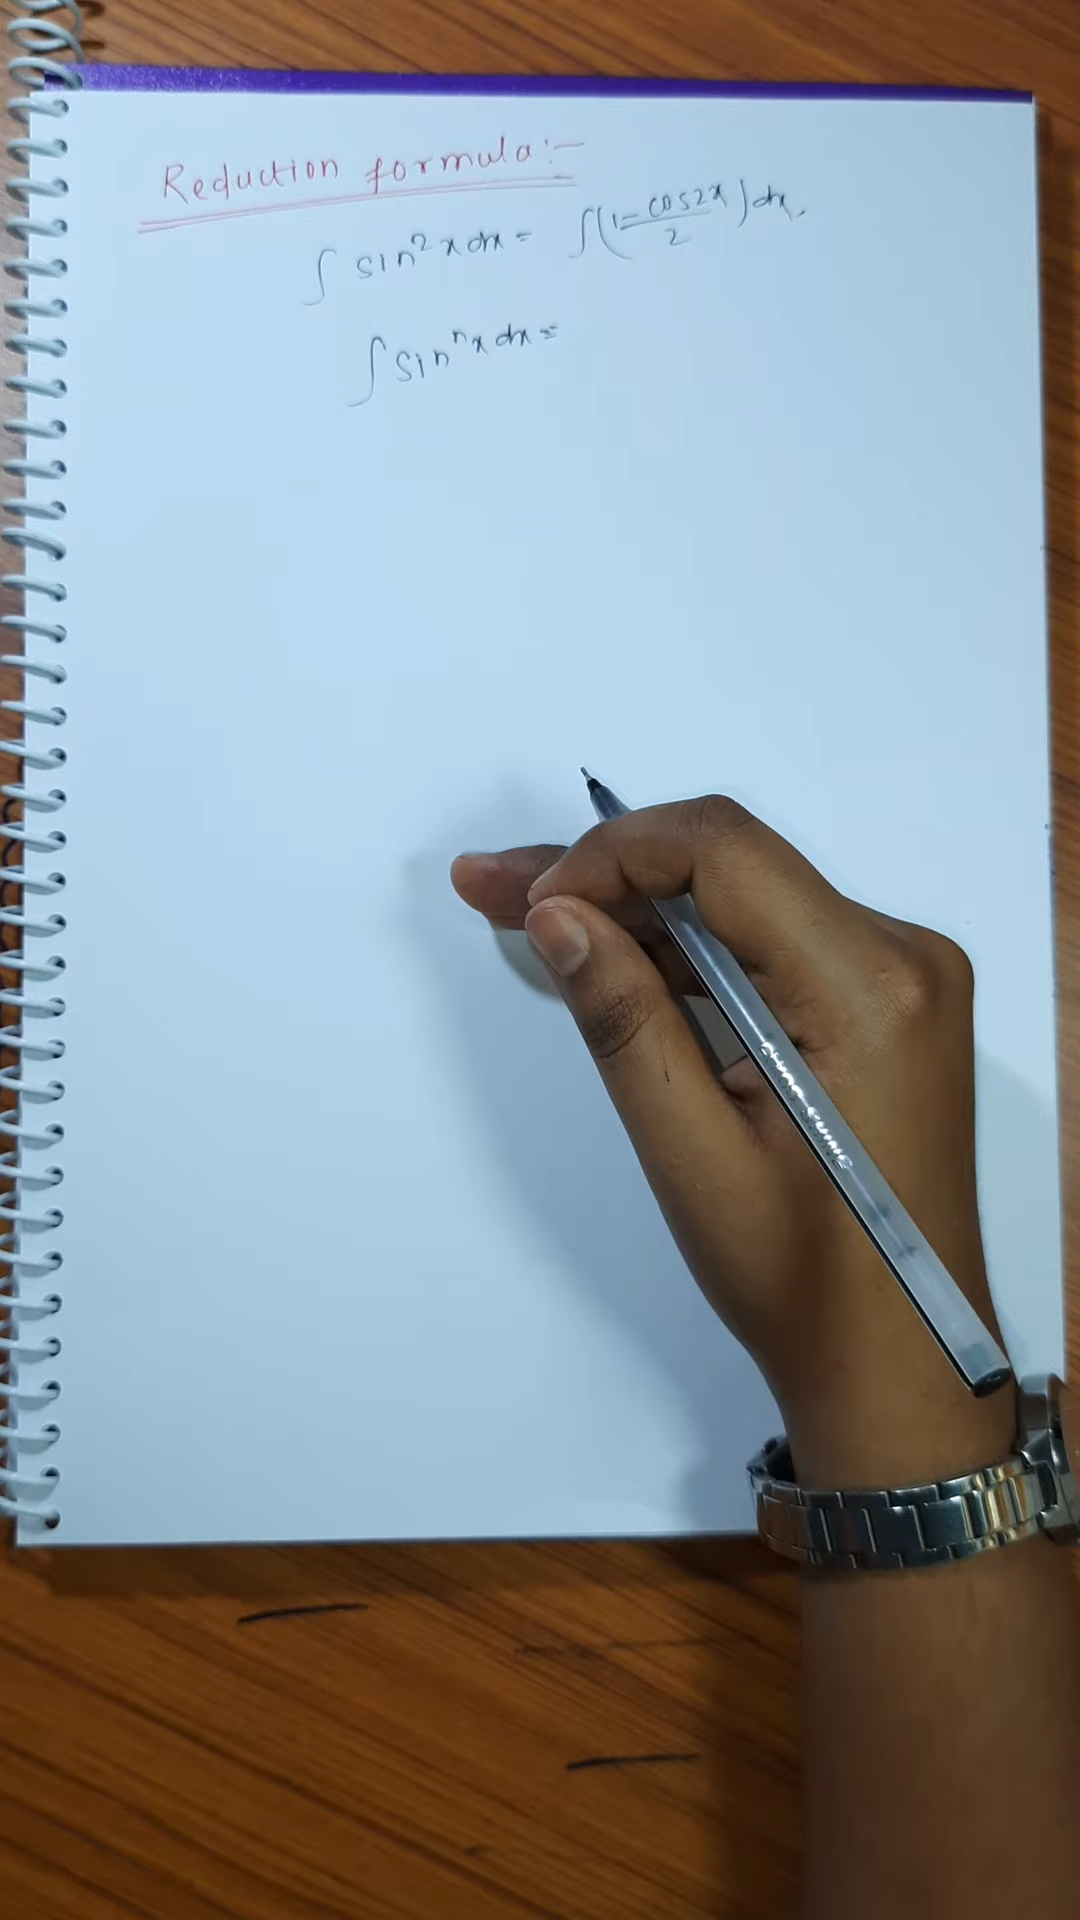 Reduction formula:-
∫ sin²x dx = ∫(1-cos2x/2) dx.
∫ sinⁿx dx =